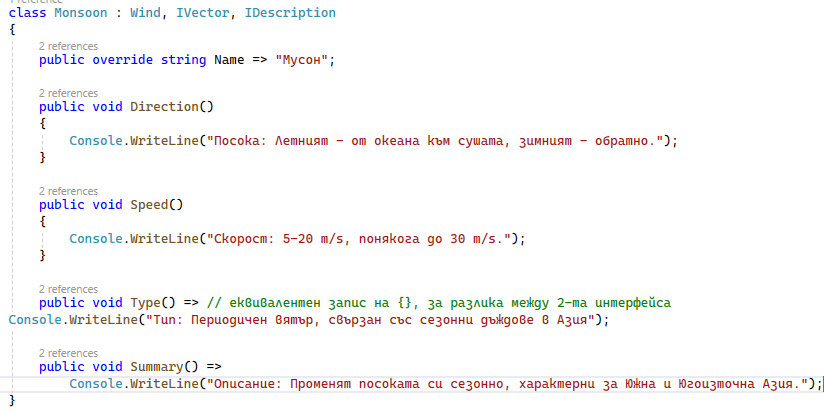 class Monsoon : Wind, IVector, IDescription
{
2 references
public override string Name => "Мусон";
2 references
public void Direction()
{
Console.WriteLine("Посока: Летният – от океана към сушата, зимният – обратно.");
}
2 references
public void Speed()
{
Console.WriteLine("Скорост: 5–20 m/s, понякога до 30 m/s.");
}
2 references
public void Type() => // еквивалентен запис на {}, за разлика между 2-та интерфейса
Console.WriteLine("Тип: Периодичен вятър, свързан със сезонни дъждове в Азия");
2 references
public void Summary() =>
Console.WriteLine("Описание: Променят посоката си сезонно, характерни за Южна и Югоизточна Азия.");
}